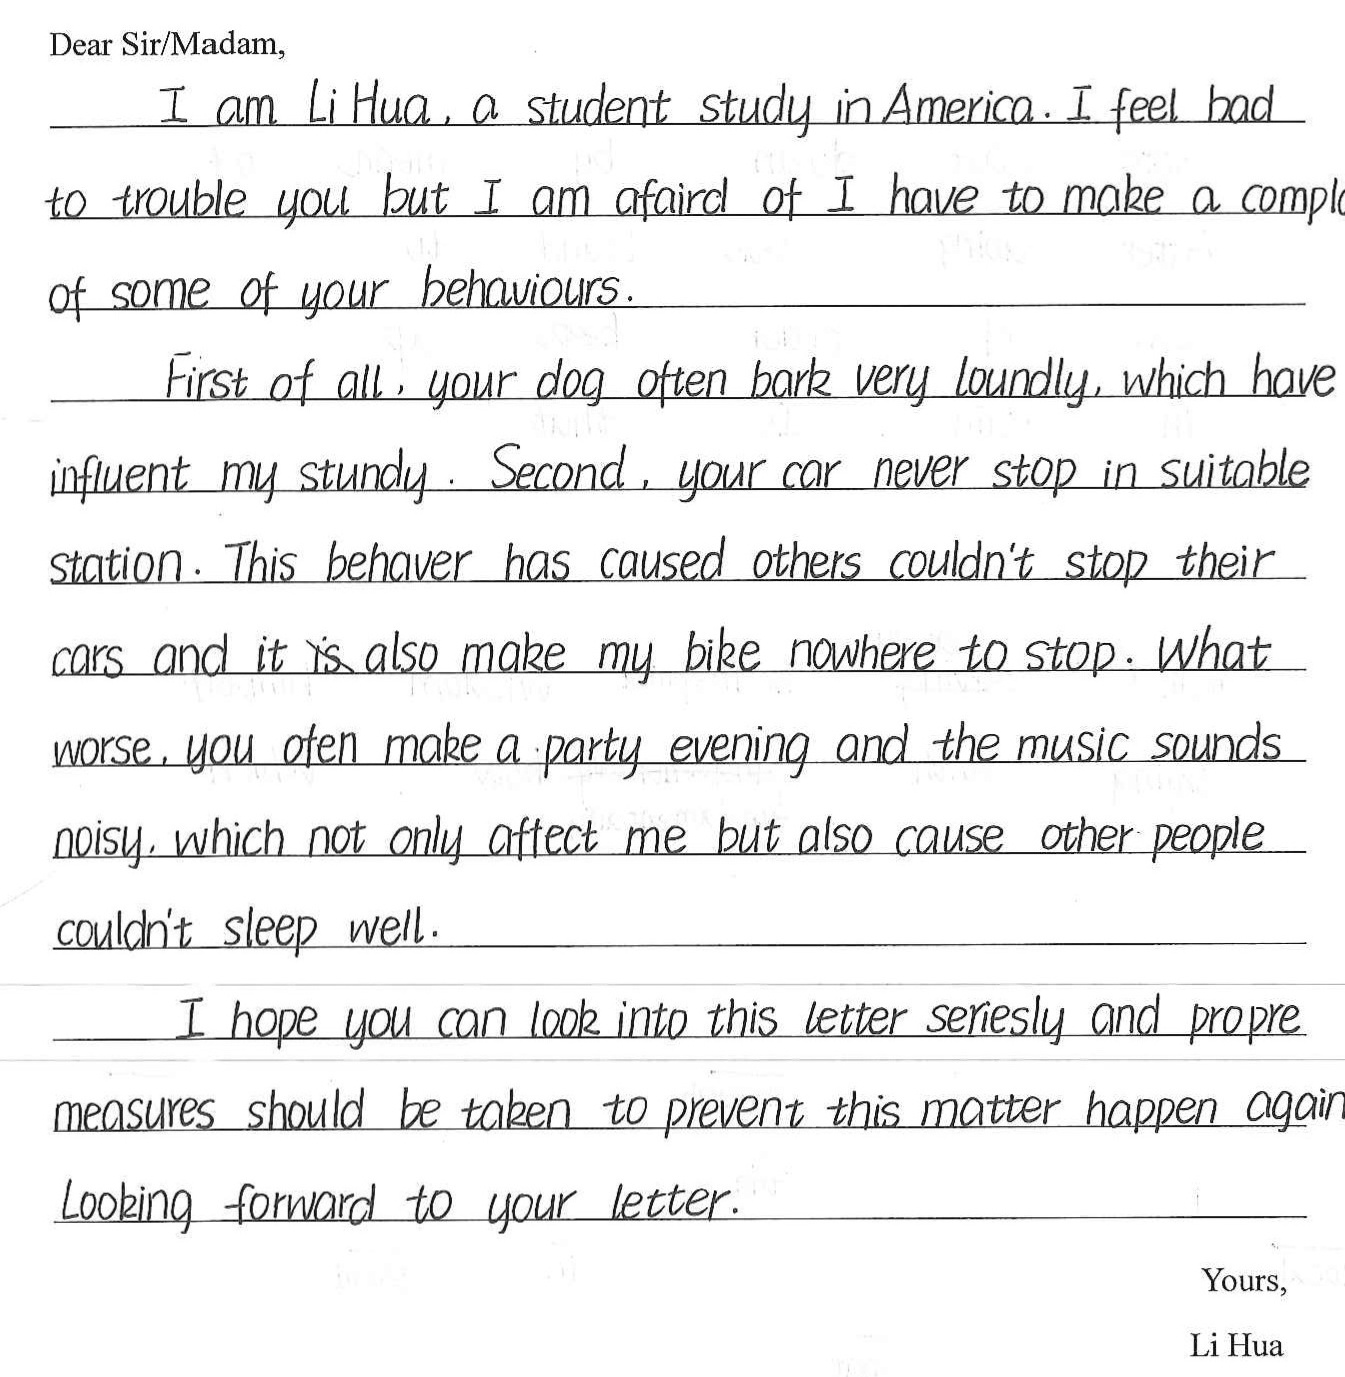 Dear Sir/Madam,
I am Li Hua, a student study in America. I feel bad
to trouble you but I am afaird of I have to make a
of some of your behaviours.
First of all, your dog often bark very loundly, which have
influent my stundy. Second, your car never stop in suitable
station. This behaver has caused others couldn't stop their
cars and it is also make my bike nowhere to stop. What
worse, you ofen make a party evening and the music sounds
noisy, which not only affect me but also cause other people
couldn't sleep well.
I hope you can look into this letter seriesly and propre
measures should be taken to prevent this matter happen again
Looking forward to your letter.
Yours,
Li Hua